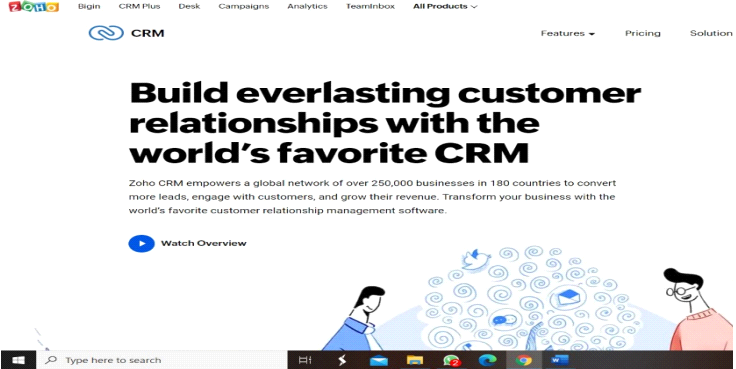 ZOHO Bigin CRM Plus Desk Campaigns Analytics TeamInbox All Products
CRM Features Pricing Solution
Build everlasting customer
relationships with the
world's favorite CRM
Zoho CRM empowers a global network of over 250,000 businesses in 180 countries to convert
more leads, engage with customers, and grow their revenue. Transform your business with the
world's favorite customer relationship management software.
Watch Overview
Type here to search